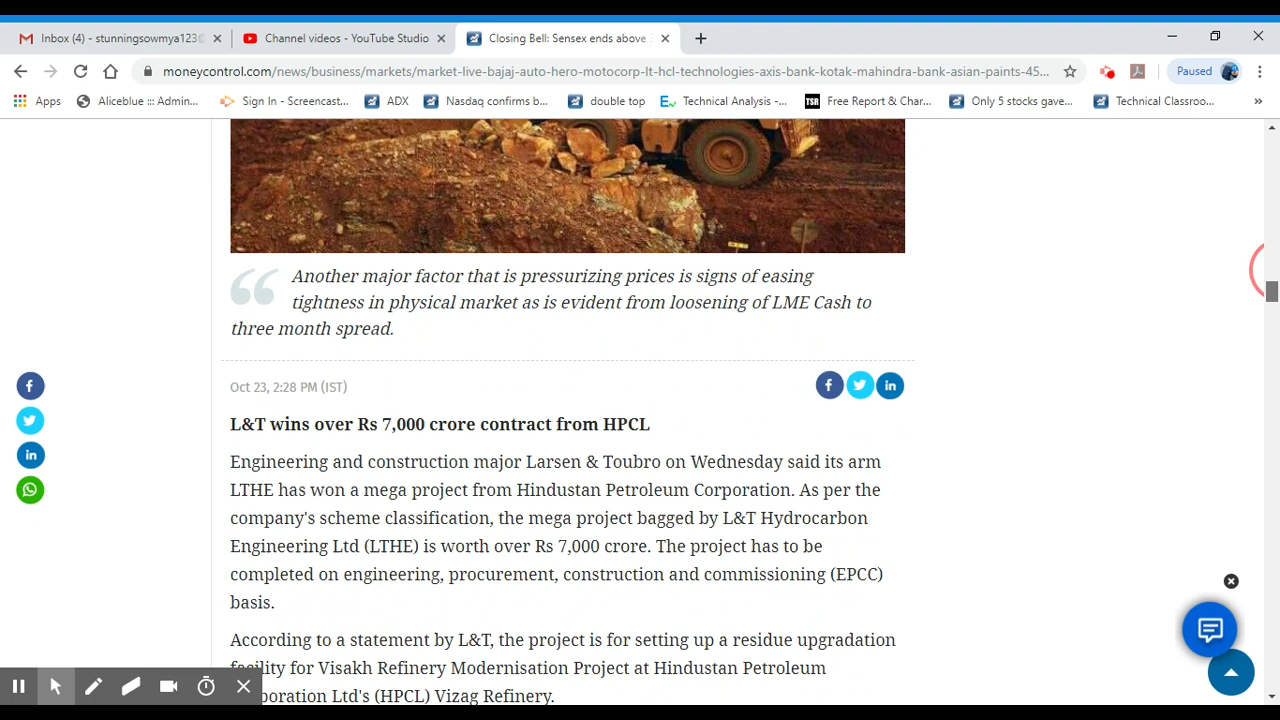 Inbox (4) - stunningsowmya123@
Channel videos - YouTube Studio
Closing Bell: Sensex ends above
moneycontrol.com/news/business/markets/market-live-bajaj-auto-hero-motocorp-lt-hcl-technologies-axis-bank-kotak-mahindra-bank-asian-paints-45...
Paused
Apps
Aliceblue ::: Admin...
Sign In - Screencast...
ADX
Nasdaq confirms b...
double top
Technical Analysis -...
TSR
Free Report & Char...
Only 5 stocks gave...
Technical Classroo...
»
Another major factor that is pressurizing prices is signs of easing
tightness in physical market as is evident from loosening of LME Cash to
three month spread.
Oct 23, 2:28 PM (IST)
L&T wins over Rs 7,000 crore contract from HPCL
Engineering and construction major Larsen & Toubro on Wednesday said its arm
LTHE has won a mega project from Hindustan Petroleum Corporation. As per the
company's scheme classification, the mega project bagged by L&T Hydrocarbon
Engineering Ltd (LTHE) is worth over Rs 7,000 crore. The project has to be
completed on engineering, procurement, construction and commissioning (EPCC)
basis.
According to a statement by L&T, the project is for setting up a residue upgradation
facility for Visakh Refinery Modernisation Project at Hindustan Petroleum
poration Ltd's (HPCL) Vizag Refinery.